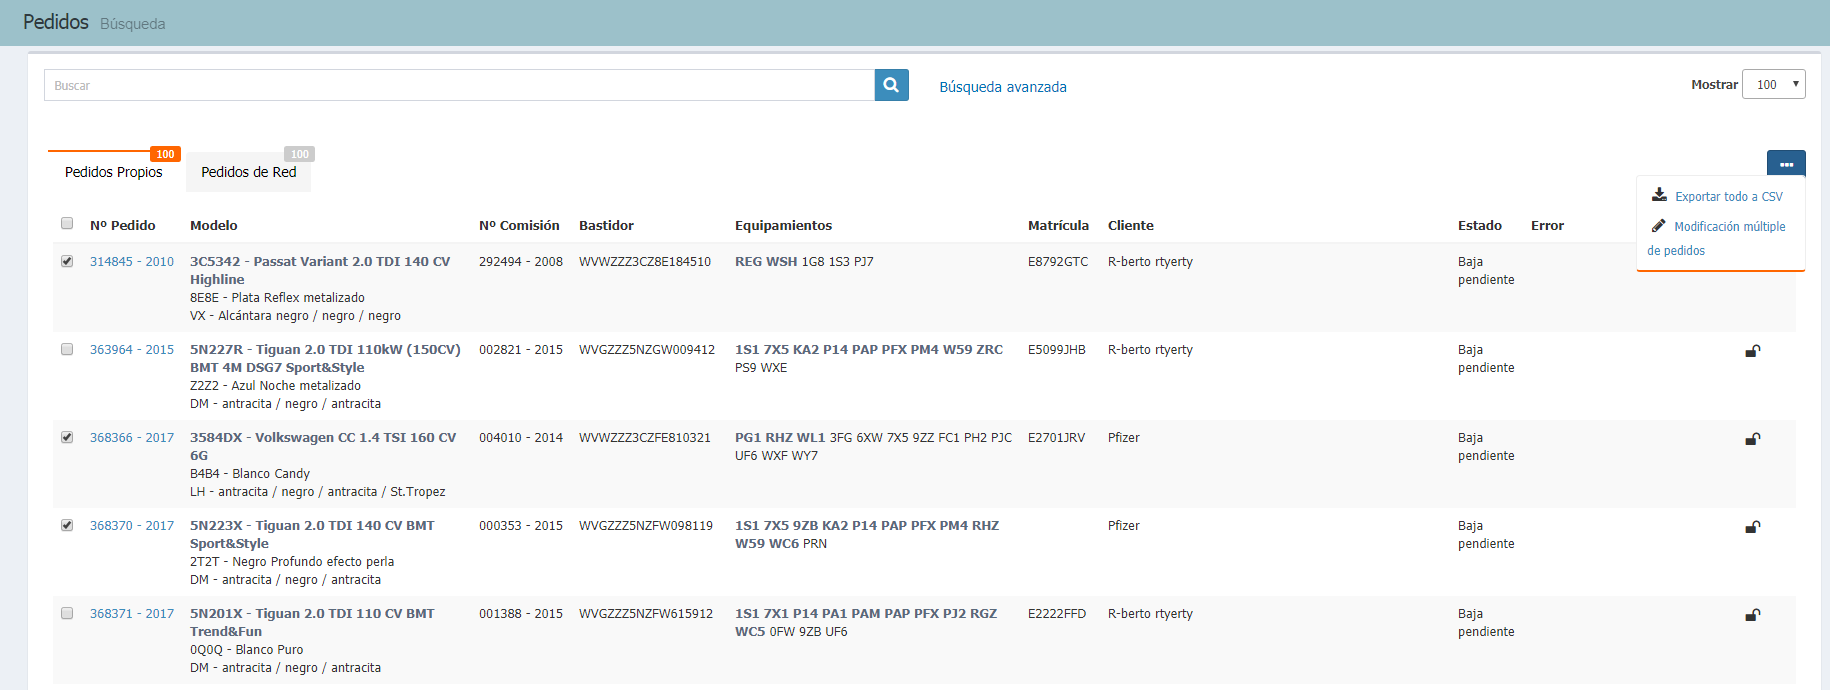 Pedidos Búsqueda
Buscar
Búsqueda avanzada
Mostrar 100
Pedidos Propios 100
Pedidos de Red 100
Exportar todo a CSV
Modificación múltiple
de pedidos
Nº Pedido Modelo Nº Comisión Bastidor Equipamientos Matrícula Cliente Estado Error
314845 - 2010 3C5342 - Passat Variant 2.0 TDI 140 CV 292494 - 2008 WVWZZZ3CZ8E184510 REG WSH 1G8 1S3 PJ7 E8792GTC R-berto rtyerty Baja
Highline pendiente
8E8E - Plata Reflex metalizado
VX - Alcántara negro / negro / negro
363964 - 2015 5N227R - Tiguan 2.0 TDI 110kW (150CV) 002821 - 2015 WVGZZZ5NZGW009412 1S1 7X5 KA2 P14 PAP PFX PM4 W59 ZRC E5099JHB R-berto rtyerty Baja
BMT 4M DSG7 Sport&Style PS9 WXE pendiente
Z2Z2 - Azul Noche metalizado
DM - antracita / negro / antracita
368366 - 2017 3584DX - Volkswagen CC 1.4 TSI 160 CV 004010 - 2014 WVWZZZ3CZFE810321 PG1 RHZ WL1 3FG 6XW 7X5 9ZZ FC1 PH2 PJC E2701JRV Pfizer Baja
6G UF6 WXF WY7 pendiente
B4B4 - Blanco Candy
LH - antracita / negro / antracita / St.Tropez
368370 - 2017 5N223X - Tiguan 2.0 TDI 140 CV BMT 000353 - 2015 WVGZZZ5NZFW098119 1S1 7X5 9ZB KA2 P14 PAP PFX PM4 RHZ Pfizer Baja
Sport&Style W59 WC6 PRN pendiente
2T2T - Negro Profundo efecto perla
DM - antracita / negro / antracita
368371 - 2017 5N201X - Tiguan 2.0 TDI 110 CV BMT 001388 - 2015 WVGZZZ5NZFW615912 1S1 7X1 P14 PA1 PAM PAP PFX PJ2 RGZ E2222FFD R-berto rtyerty Baja
Trend&Fun WC5 0FW 9ZB UF6 pendiente
0Q0Q - Blanco Puro
DM - antracita / negro / antracita